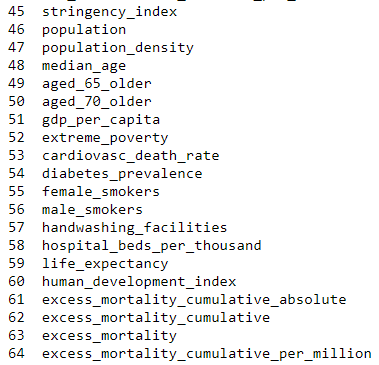 45 stringency_index
46 population
47 population_density
48 median_age
49 aged_65_older
50 aged_70_older
51 gdp_per_capita
52 extreme_poverty
53 cardiovasc_death_rate
54 diabetes_prevalence
55 female_smokers
56 male_smokers
57 handwashing_facilities
58 hospital_beds_per_thousand
59 life_expectancy
60 human_development_index
61 excess_mortality_cumulative_absolute
62 excess_mortality_cumulative
63 excess_mortality
64 excess_mortality_cumulative_per_million